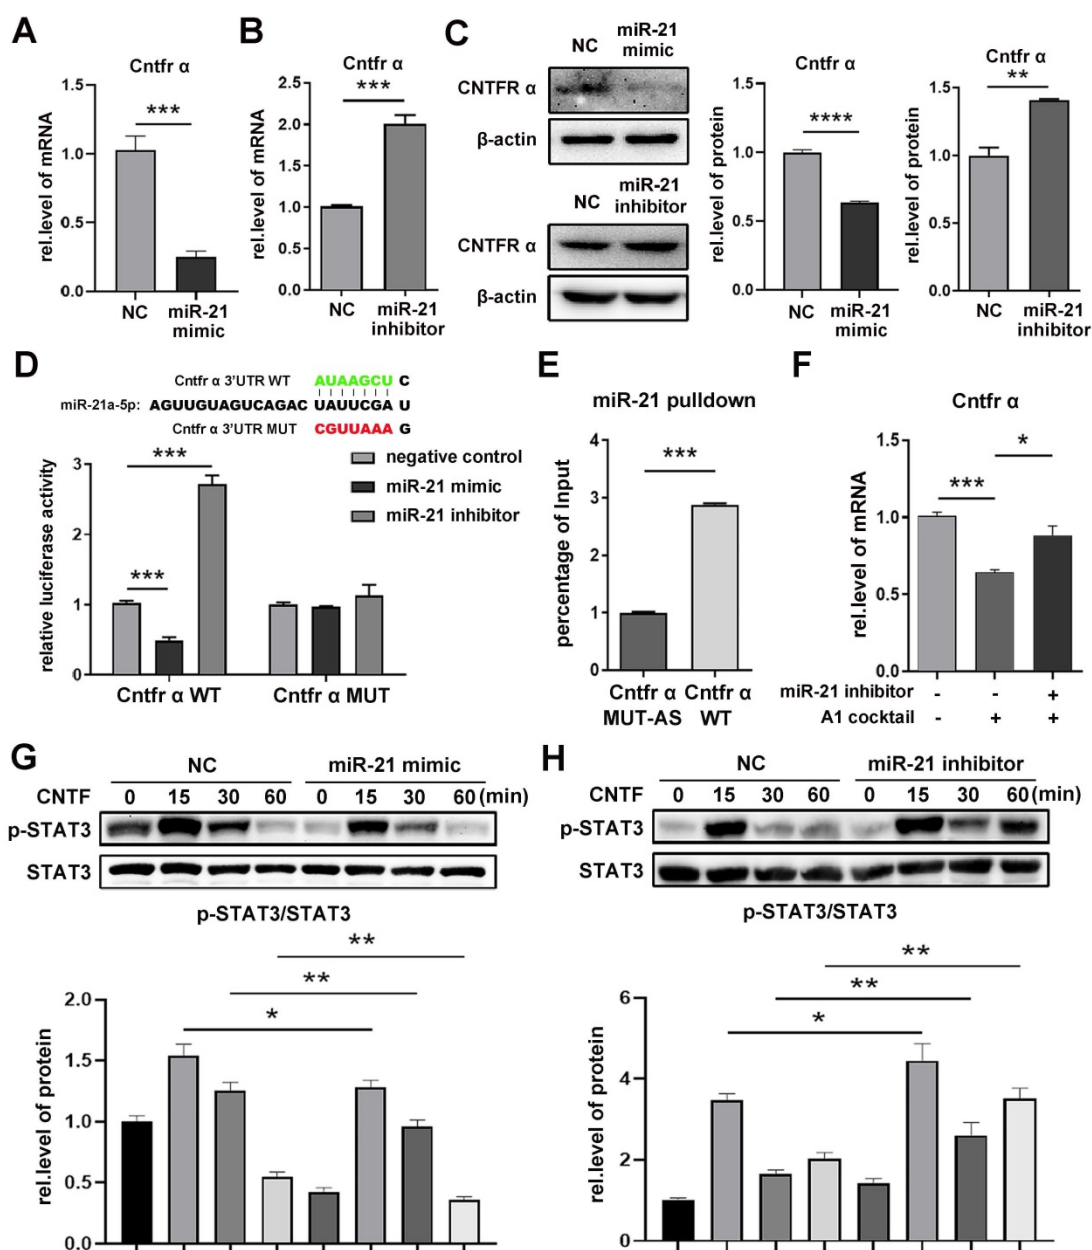 A
Cntfr α
rel.level of mRNA
1.5
1.0
0.5
0.0
***
NC
miR-21
mimic
B
Cntfr α
rel.level of mRNA
2.5
2.0
1.5
1.0
0.5
0.0
***
NC
miR-21
inhibitor
C
NC
miR-21
mimic
CNTFR α
β-actin
NC
miR-21
inhibitor
CNTFR α
β-actin
Cntfr α
rel.level of protein
1.5
1.0
0.5
0.0
****
NC
miR-21
mimic
Cntfr α
rel.level of protein
1.5
1.0
0.5
0.0
**
NC
miR-21
inhibitor
D
Cntfr α 3'UTR WT AUAAGCU C
miR-21a-5p: AGUUGUAGUCAGAC UAUUCGA U
Cntfr α 3'UTR MUT CGUUAAA G
negative control
miR-21 mimic
miR-21 inhibitor
relative luciferase activity
3
2
1
0
***
***
Cntfr α WT
Cntfr α MUT
E
miR-21 pulldown
percentage of Input
4
3
2
1
0
***
Cntfr α
MUT-AS
Cntfr α
WT
F
Cntfr α
rel.level of mRNA
1.5
1.0
0.5
0.0
***
*
miR-21 inhibitor - - +
A1 cocktail - + +
G
NC miR-21 mimic
CNTF 0 15 30 60 0 15 30 60 (min)
p-STAT3
STAT3
p-STAT3/STAT3
rel.level of protein
2.0
1.5
1.0
0.5
0.0
**
**
*
H
NC miR-21 inhibitor
CNTF 0 15 30 60 0 15 30 60 (min)
p-STAT3
STAT3
p-STAT3/STAT3
rel.level of protein
6
4
2
0
**
**
*